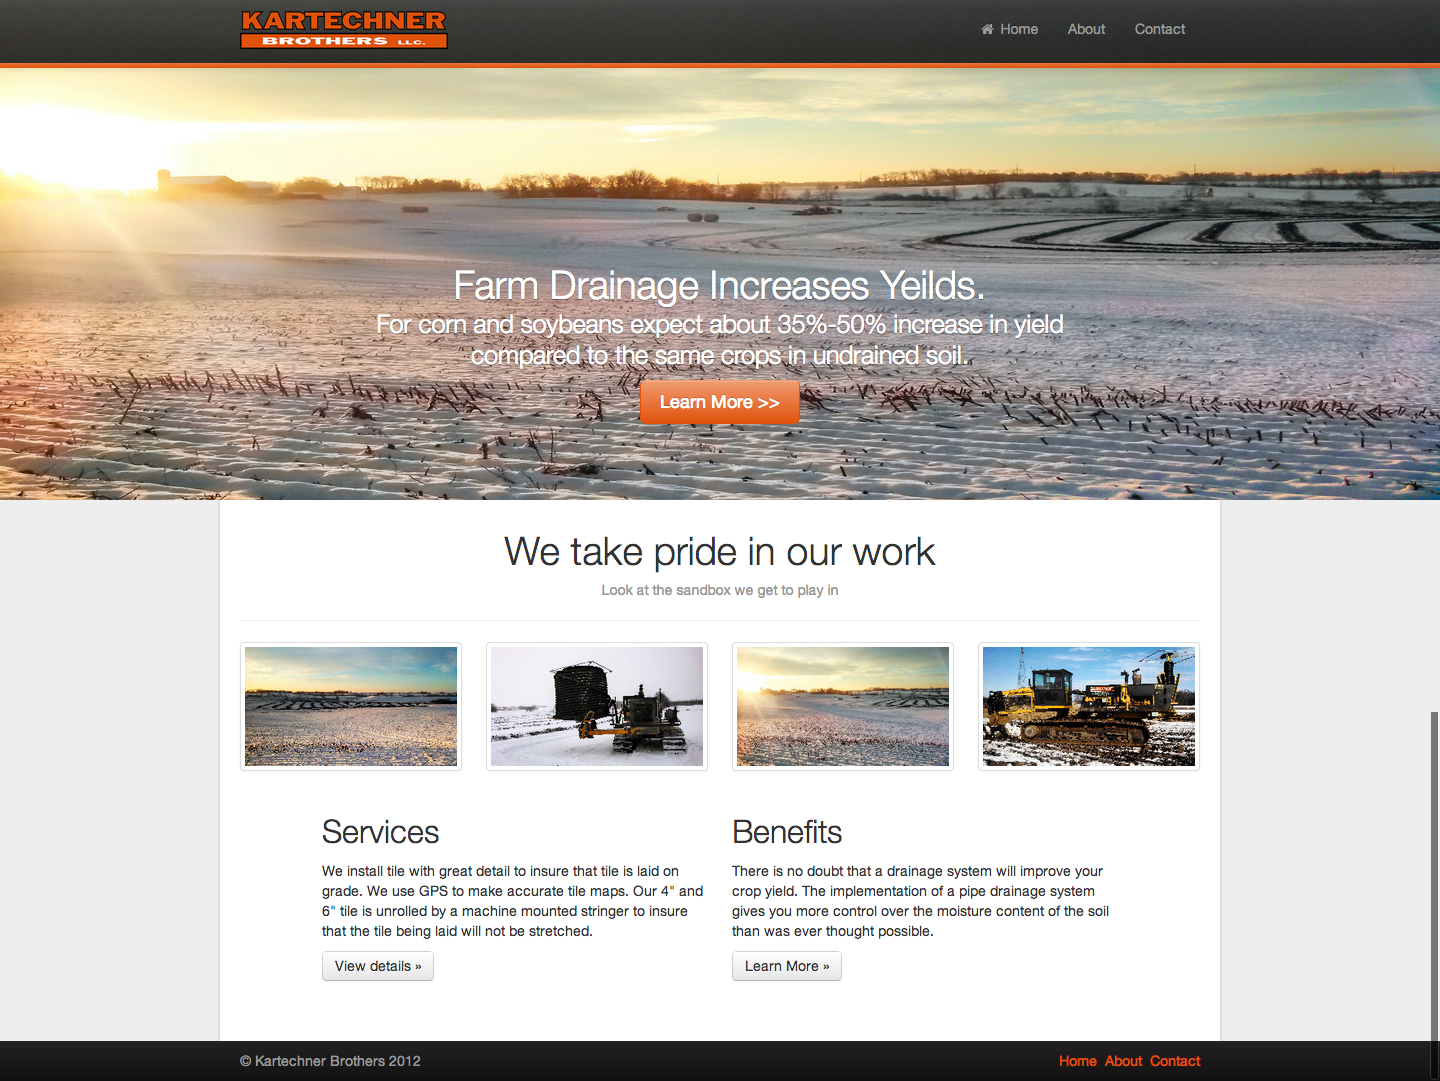 KARTECHNER
BROTHERS LLC.
Home About Contact
Farm Drainage Increases Yeilds.
For corn and soybeans expect about 35%-50% increase in yield
compared to the same crops in undrained soil.
Learn More >>
We take pride in our work
Look at the sandbox we get to play in
Services
We install tile with great detail to insure that tile is laid on
grade. We use GPS to make accurate tile maps. Our 4" and
6" tile is unrolled by a machine mounted stringer to insure
that the tile being laid will not be stretched.
View details »
Benefits
There is no doubt that a drainage system will improve your
crop yield. The implementation of a pipe drainage system
gives you more control over the moisture content of the soil
than was ever thought possible.
Learn More »
© Kartechner Brothers 2012
Home About Contact